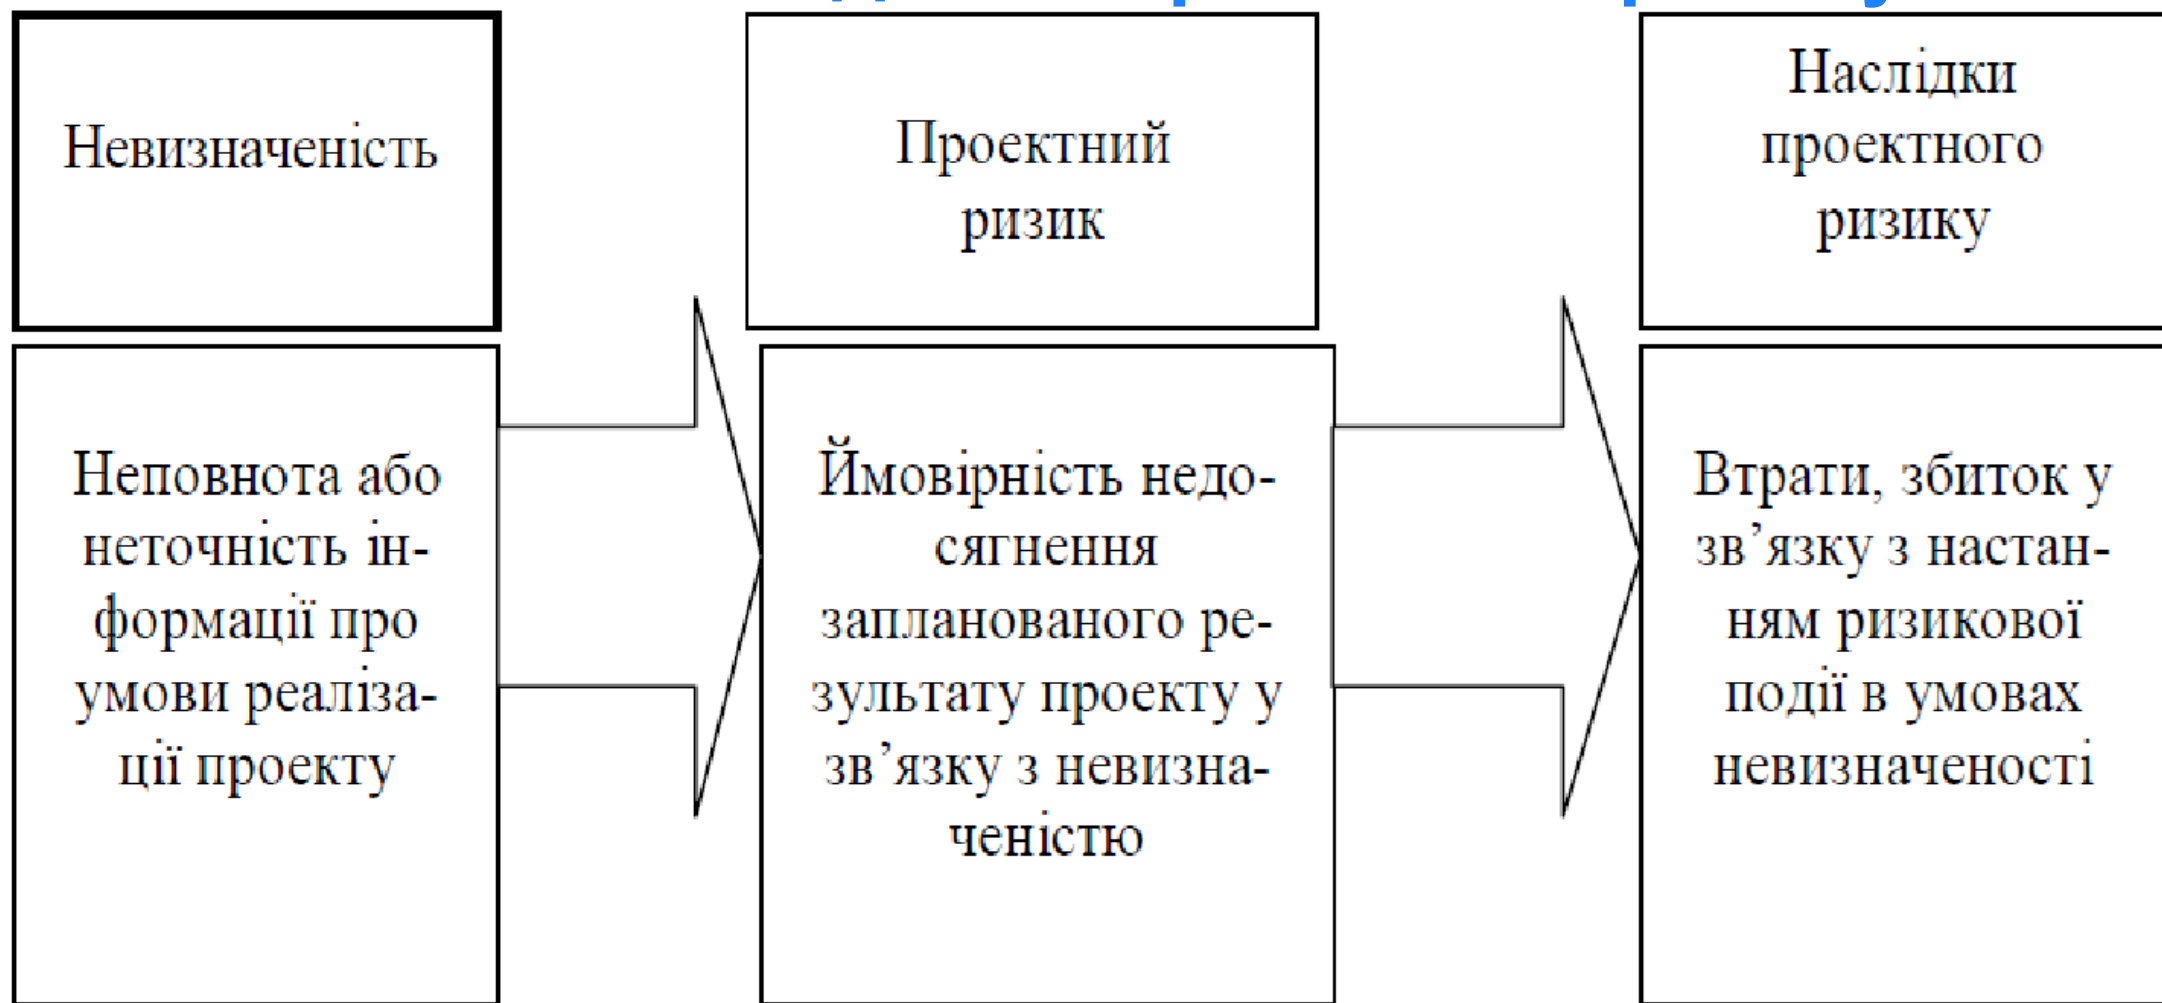 Невизначеність
Проектний
ризик
Наслідки
проектного
ризику
Неповнота або
неточність ін-
формації про
умови реаліза-
ції проекту
Ймовірність недо-
сягнення
запланованого ре-
зультату проекту у
зв’язку з невизна-
ченістю
Втрати, збиток у
зв’язку з настан-
ням ризикової
події в умовах
невизначеності